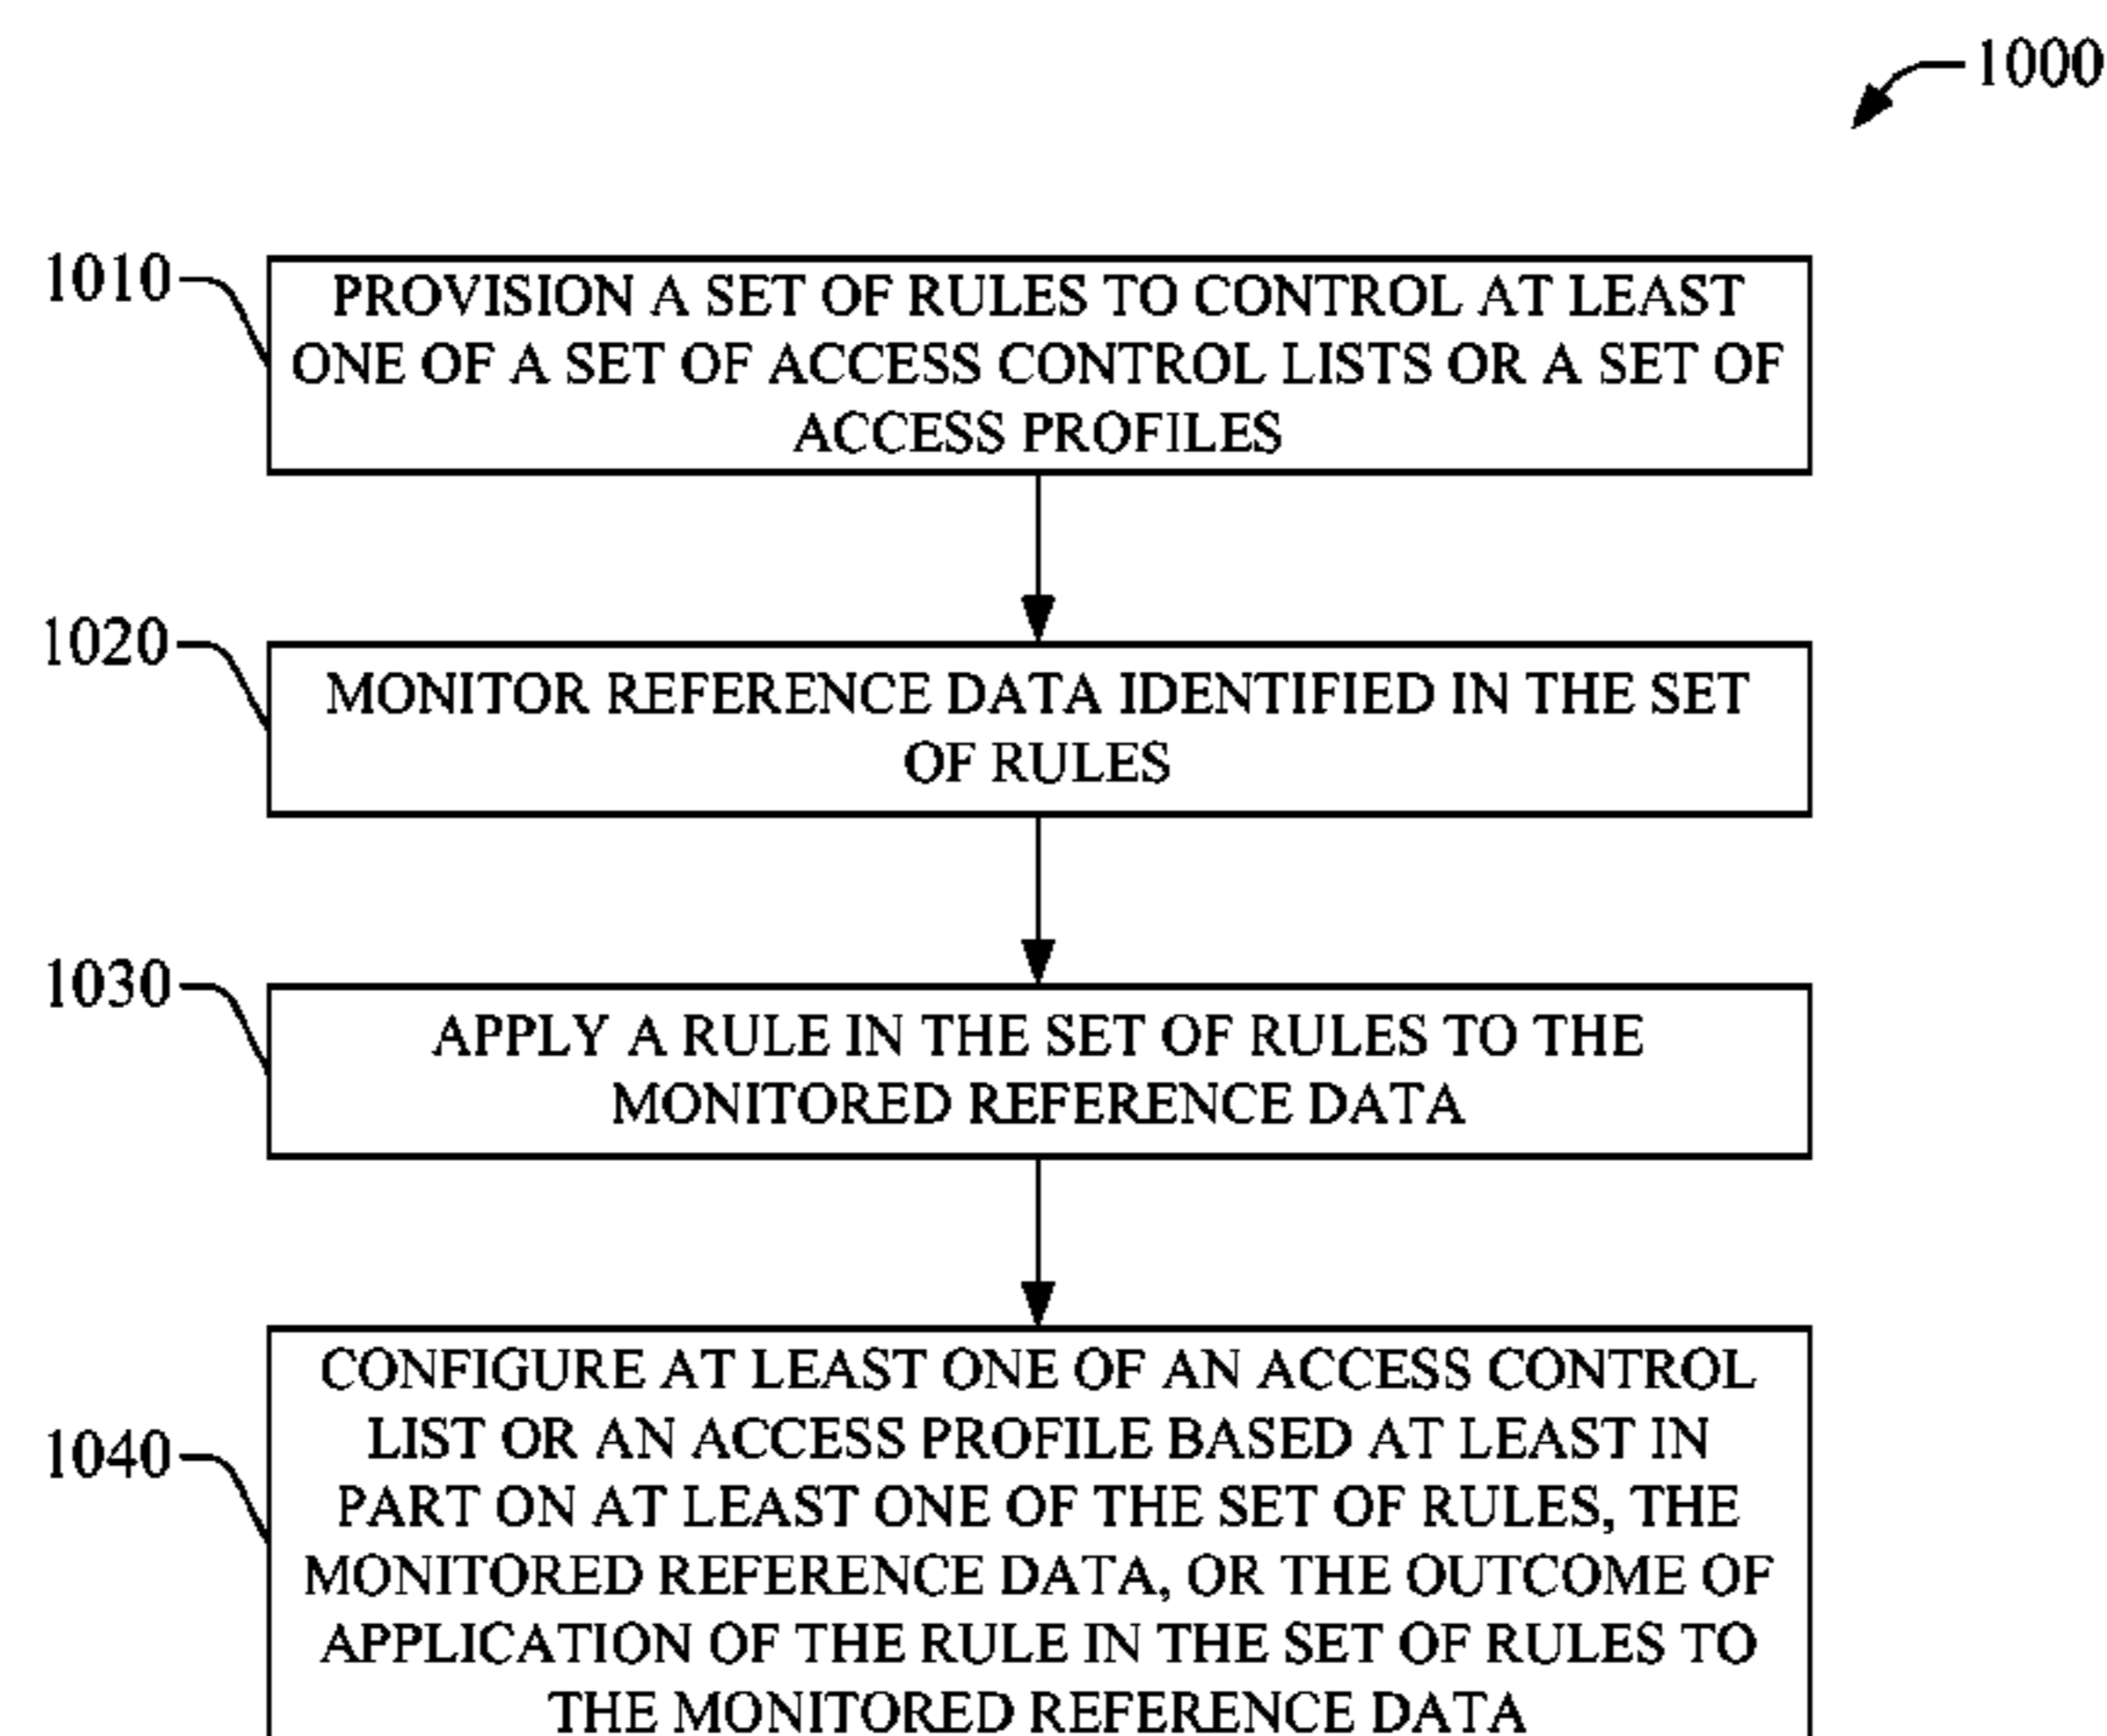 1000
1010
PROVISION A SET OF RULES TO CONTROL AT LEAST
ONE OF A SET OF ACCESS CONTROL LISTS OR A SET OF
ACCESS PROFILES
1020
MONITOR REFERENCE DATA IDENTIFIED IN THE SET
OF RULES
1030
APPLY A RULE IN THE SET OF RULES TO THE
MONITORED REFERENCE DATA
1040
CONFIGURE AT LEAST ONE OF AN ACCESS CONTROL
LIST OR AN ACCESS PROFILE BASED AT LEAST IN
PART ON AT LEAST ONE OF THE SET OF RULES, THE
MONITORED REFERENCE DATA, OR THE OUTCOME OF
APPLICATION OF THE RULE IN THE SET OF RULES TO
THE MONITORED REFERENCE DATA